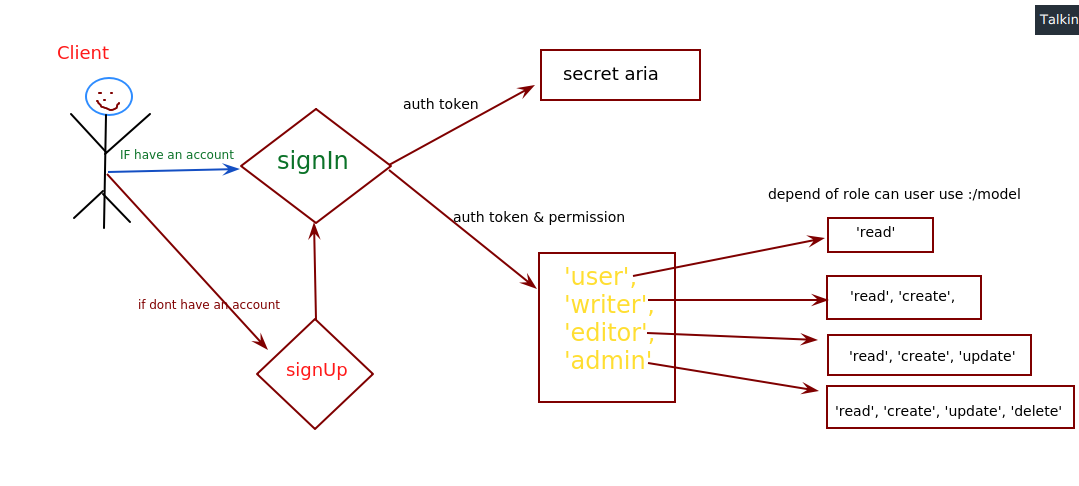 Talkin
Client
secret aria
auth token
IF have an account
signIn
depend of role can user use :/model
auth token & permission
'read'
'user',
'writer',
'editor',
'admin'
'read', 'create',
if dont have an account
'read', 'create', 'update'
signUp
'read', 'create', 'update', 'delete'